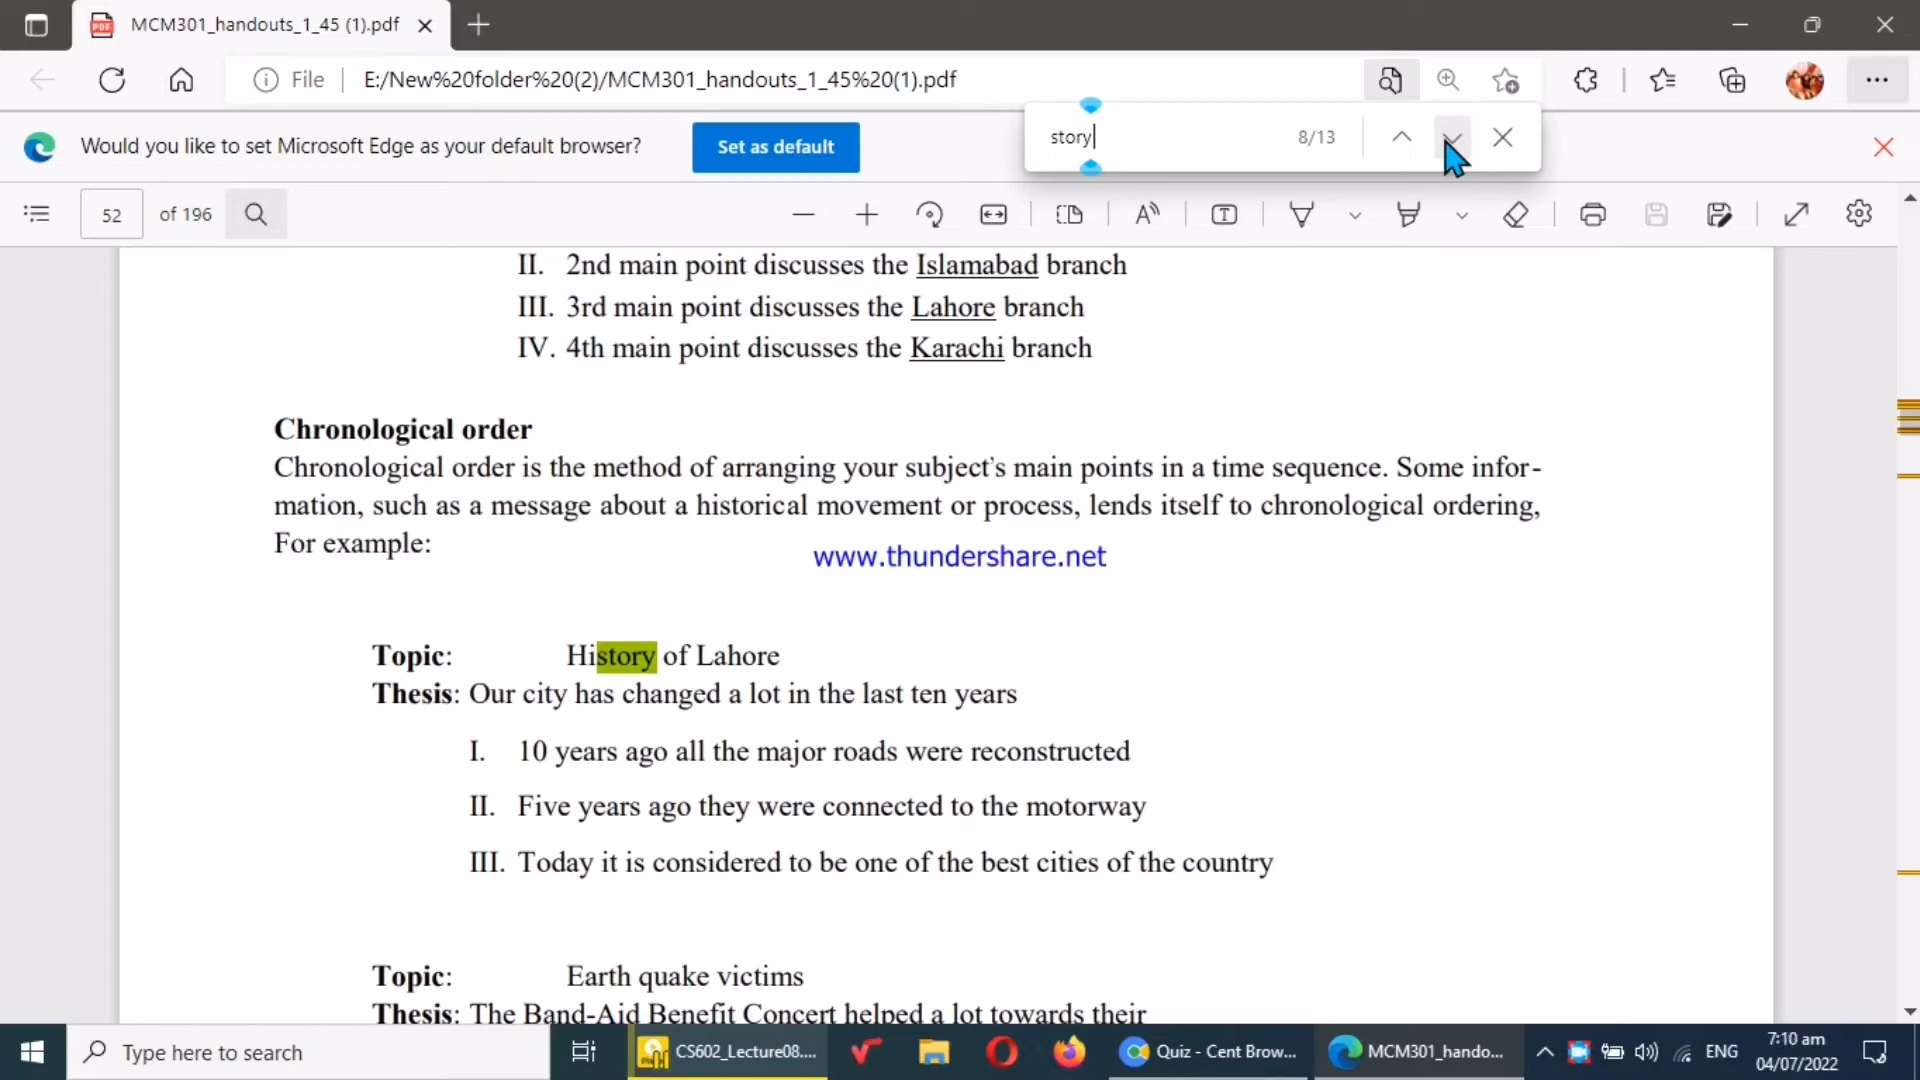 MCM301_handouts_1_45 (1).pdf
File
E:/New%20folder%20(2)/MCM301_handouts_1_45%20(1).pdf
story
8/13
Would you like to set Microsoft Edge as your default browser?
Set as default
52
of 196
II. 2nd main point discusses the Islamabad branch
III. 3rd main point discusses the Lahore branch
IV. 4th main point discusses the Karachi branch
Chronological order
Chronological order is the method of arranging your subject's main points in a time sequence. Some infor-
mation, such as a message about a historical movement or process, lends itself to chronological ordering,
For example:
www.thundershare.net
Topic: History of Lahore
Thesis: Our city has changed a lot in the last ten years
I. 10 years ago all the major roads were reconstructed
II. Five years ago they were connected to the motorway
III. Today it is considered to be one of the best cities of the country
Topic: Earth quake victims
Thesis: The Band-Aid Benefit Concert helped a lot towards their
Type here to search
CS602_Lecture08....
Quiz - Cent Brow...
MCM301_hando...
ENG
7:10 am
04/07/2022